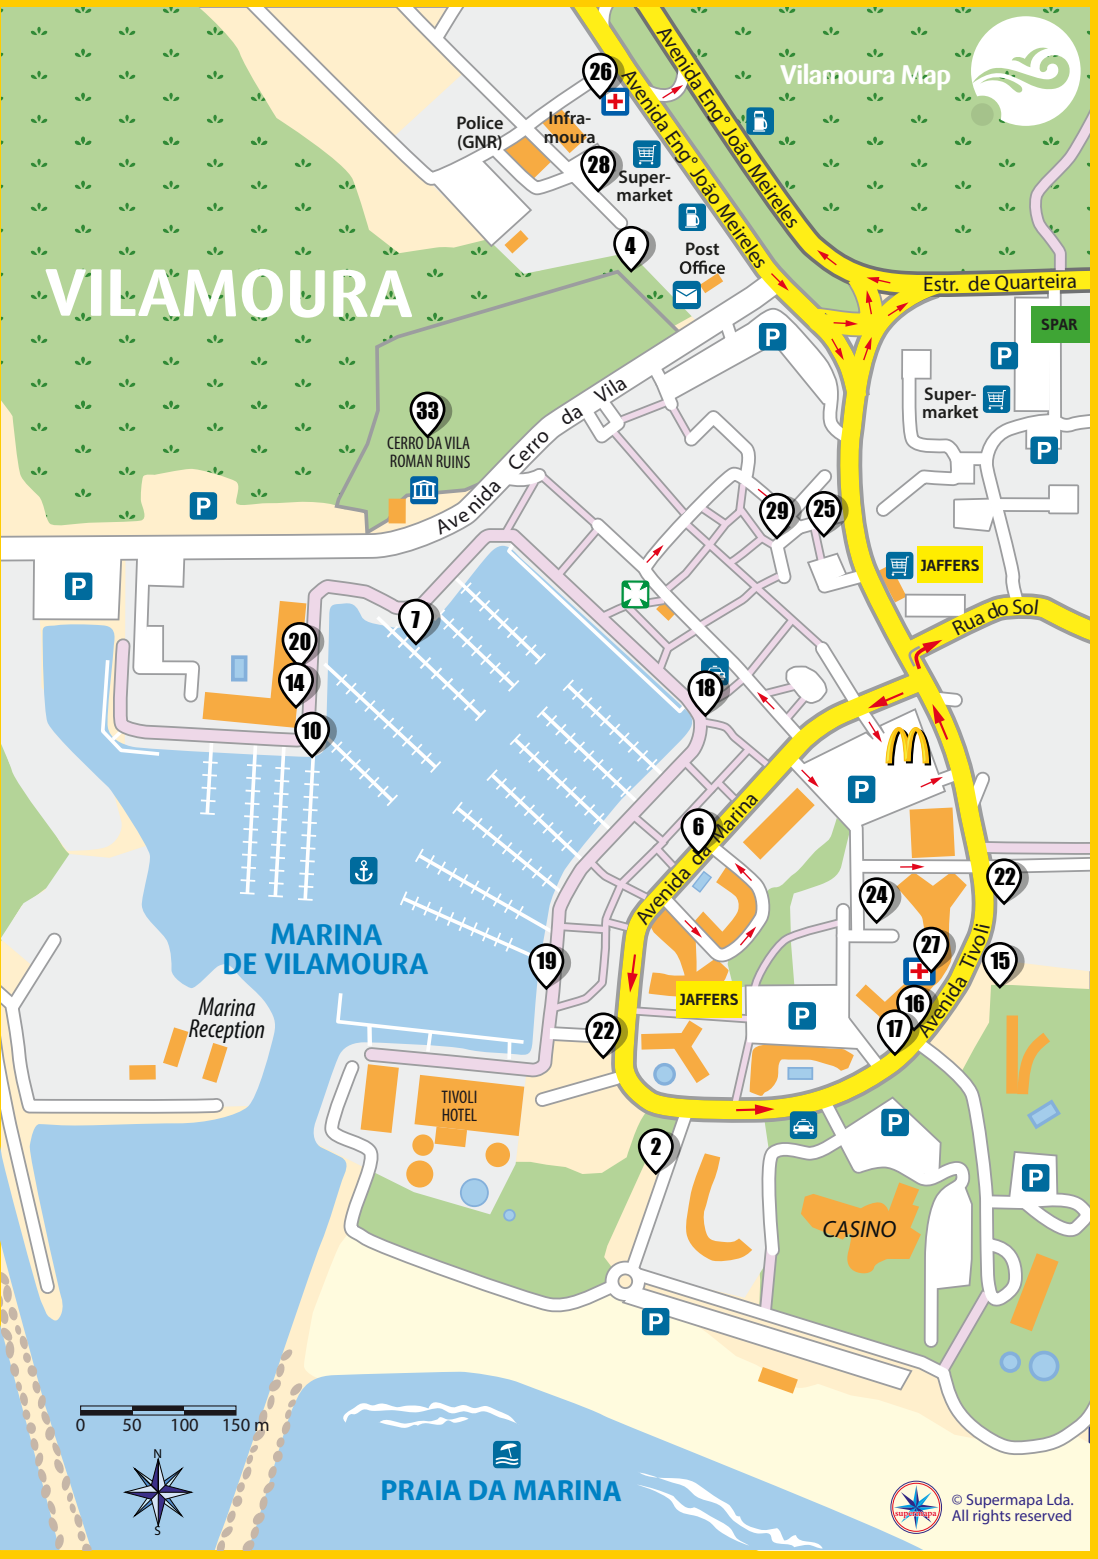 Vilamoura Map
Avenida Engº João Meireles
Avenida Engº João Meireles
26
Police
(GNR)
Infra-
moura
28
Super-
market
4
Post
Office
VILAMOURA
Estr. de Quarteira
SPAR
P
P
Super-
market
P
33
CERRO DA VILA
ROMAN RUINS
Avenida Cerro da Vila
P
P
29
25
JAFFERS
Rua do Sol
7
20
14
10
18
P
6
Avenida da Marina
22
24
MARINA
DE VILAMOURA
19
27
15
16
17
Avenida Tivoli
JAFFERS
P
22
Marina
Reception
TIVOLI
HOTEL
2
P
P
CASINO
P
0 50 100 150 m
N
S
PRAIA DA MARINA
supermapa
© Supermapa Lda.
All rights reserved